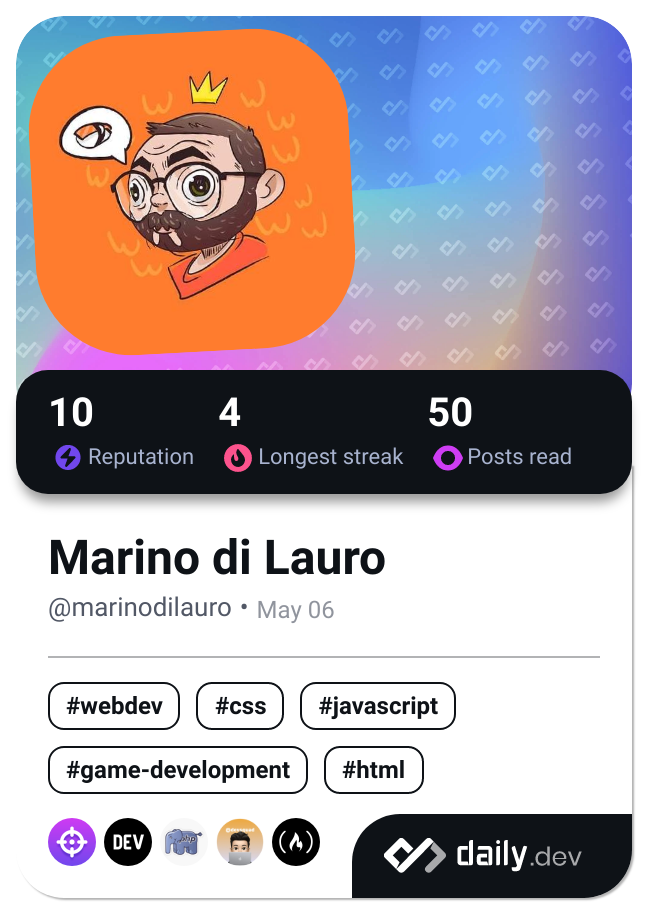 10 4 50
Reputation Longest streak Posts read
Marino di Lauro
@marinodilauro • May 06
#webdev #css #javascript
#game-development #html
DEV php
daily.dev